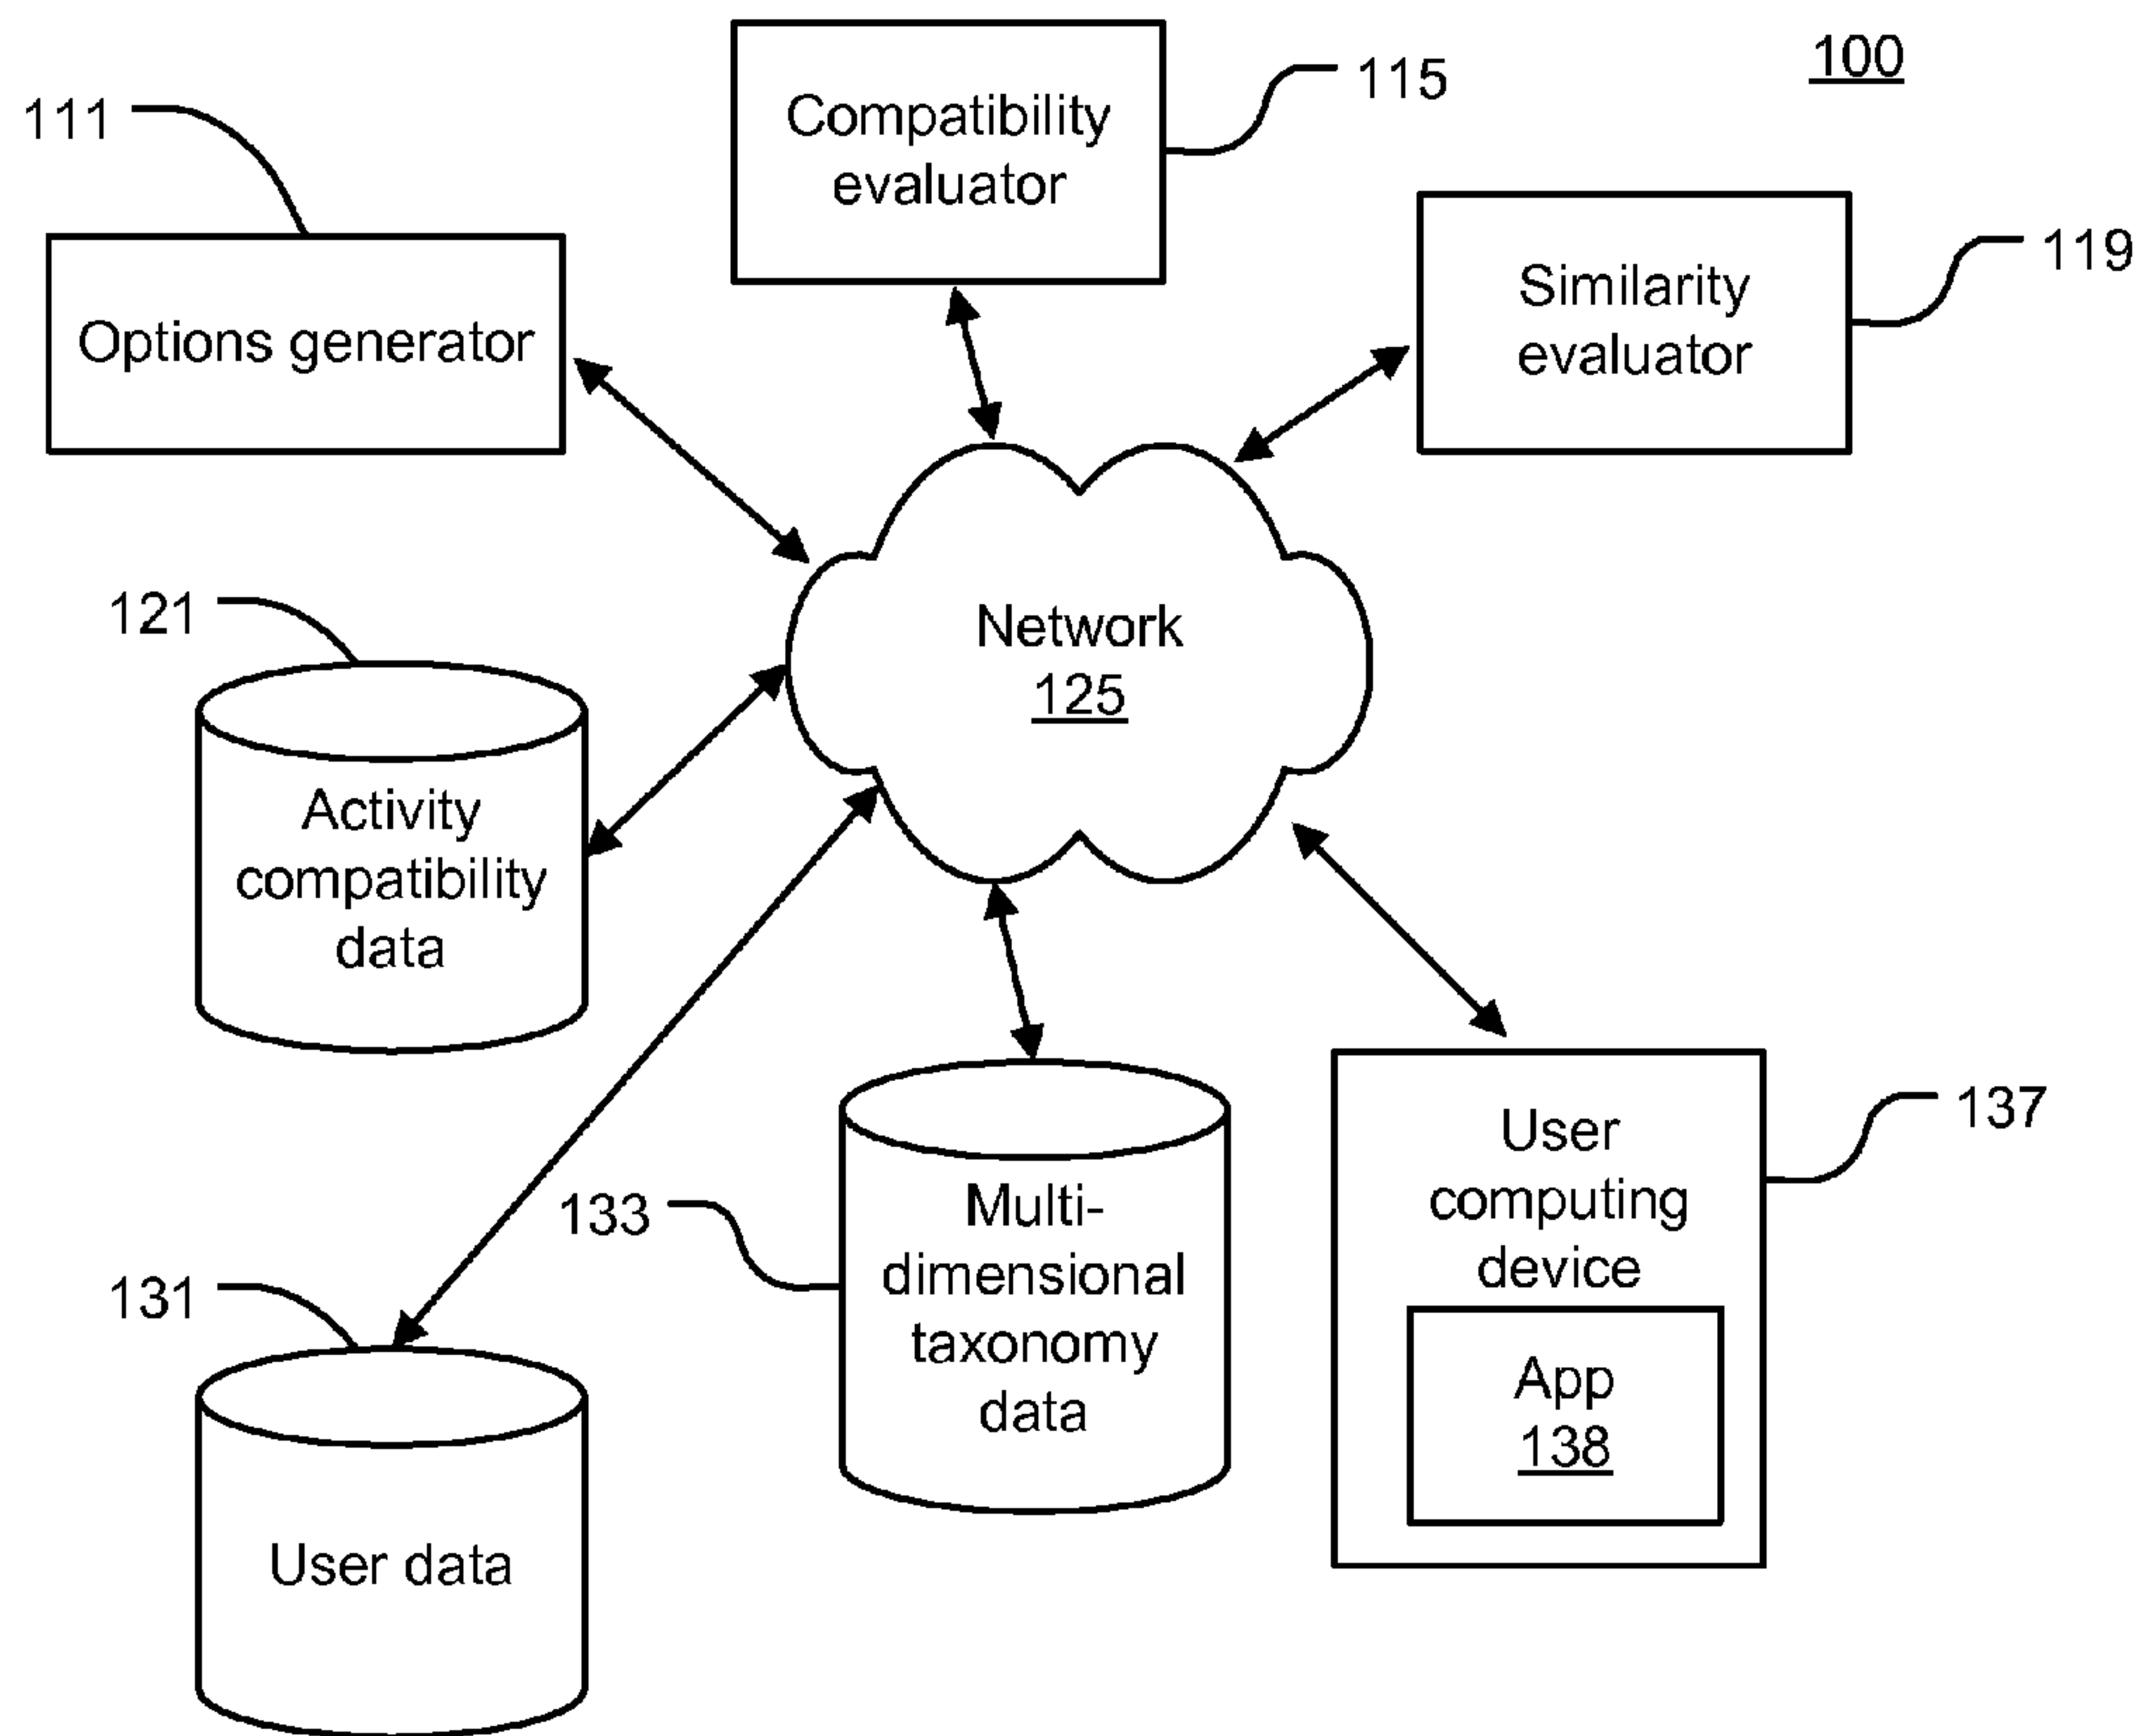 100
111
Options generator
Compatibility
evaluator
115
Similarity
evaluator
119
121
Activity
compatibility
data
Network
125
131
User data
133
Multi-
dimensional
taxonomy
data
User
computing
device
137
App
138